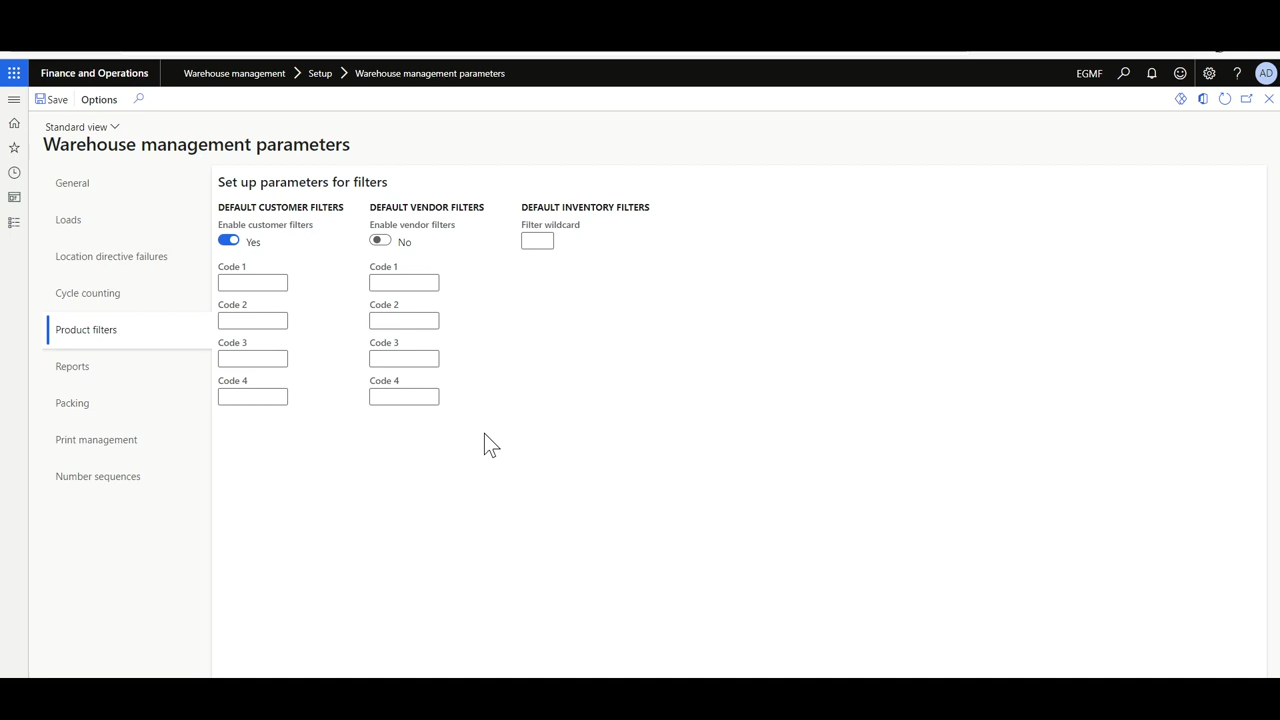 Finance and Operations
Warehouse management
Setup
Warehouse management parameters
EGMF
?
AD
Save
Options
Standard view
Warehouse management parameters
General
Loads
Location directive failures
Cycle counting
Product filters
Reports
Packing
Print management
Number sequences
Set up parameters for filters
DEFAULT CUSTOMER FILTERS
Enable customer filters
Yes
Code 1
Code 2
Code 3
Code 4
DEFAULT VENDOR FILTERS
Enable vendor filters
No
Code 1
Code 2
Code 3
Code 4
DEFAULT INVENTORY FILTERS
Filter wildcard